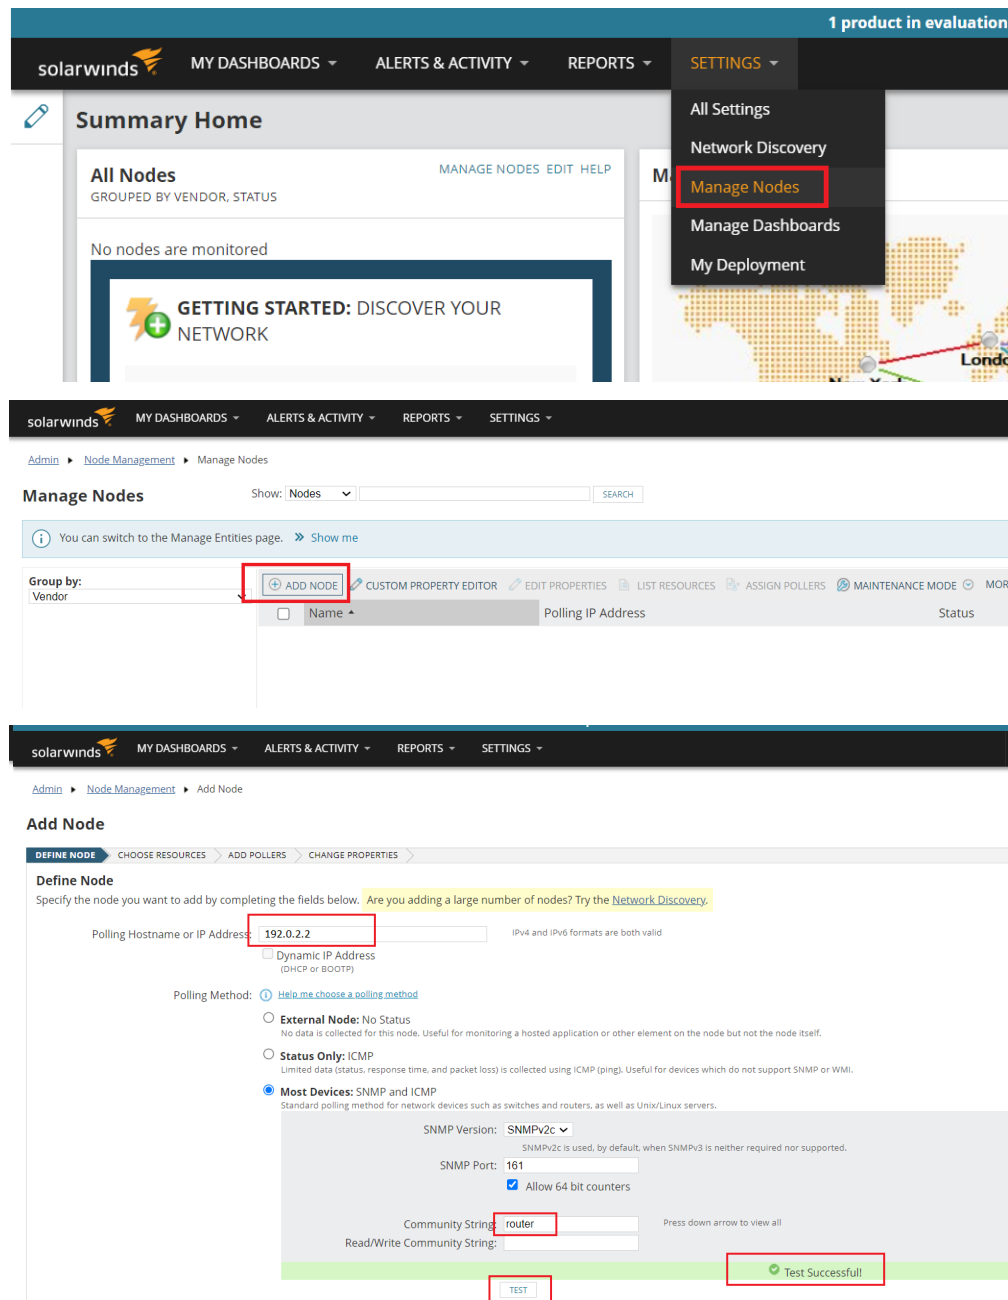 1 product in evaluation
solarwinds MY DASHBOARDS ALERTS & ACTIVITY REPORTS SETTINGS
All Settings
Network Discovery
Manage Nodes
Manage Dashboards
My Deployment
Summary Home
All Nodes MANAGE NODES EDIT HELP
GROUPED BY VENDOR, STATUS
No nodes are monitored
GETTING STARTED: DISCOVER YOUR
NETWORK
solarwinds MY DASHBOARDS ALERTS & ACTIVITY REPORTS SETTINGS
Admin Node Management Manage Nodes
Manage Nodes Show: Nodes SEARCH
You can switch to the Manage Entities page. » Show me
Group by:
Vendor
ADD NODE CUSTOM PROPERTY EDITOR EDIT PROPERTIES LIST RESOURCES ASSIGN POLLERS MAINTENANCE MODE
Name Polling IP Address Status
solarwinds MY DASHBOARDS ALERTS & ACTIVITY REPORTS SETTINGS
Admin Node Management Add Node
Add Node
DEFINE NODE CHOOSE RESOURCES ADD POLLERS CHANGE PROPERTIES
Define Node
Specify the node you want to add by completing the fields below. Are you adding a large number of nodes? Try the Network Discovery.
Polling Hostname or IP Address: 192.0.2.2 IPv4 and IPv6 formats are both valid
Dynamic IP Address
(DHCP or BOOTP)
Polling Method: Help me choose a polling method
External Node: No Status
No data is collected for this node. Useful for monitoring a hosted application or other element on the node but not the node itself.
Status Only: ICMP
Limited data (status, response time, and packet loss) is collected using ICMP (ping). Useful for devices which do not support SNMP or WMI.
Most Devices: SNMP and ICMP
Standard polling method for network devices such as switches and routers, as well as Unix/Linux servers.
SNMP Version: SNMPv2c
SNMPv2c is used, by default, when SNMPv3 is neither required nor supported.
SNMP Port: 161
Allow 64 bit counters
Community String: router Press down arrow to view all
Read/Write Community String:
Test Successful!
TEST